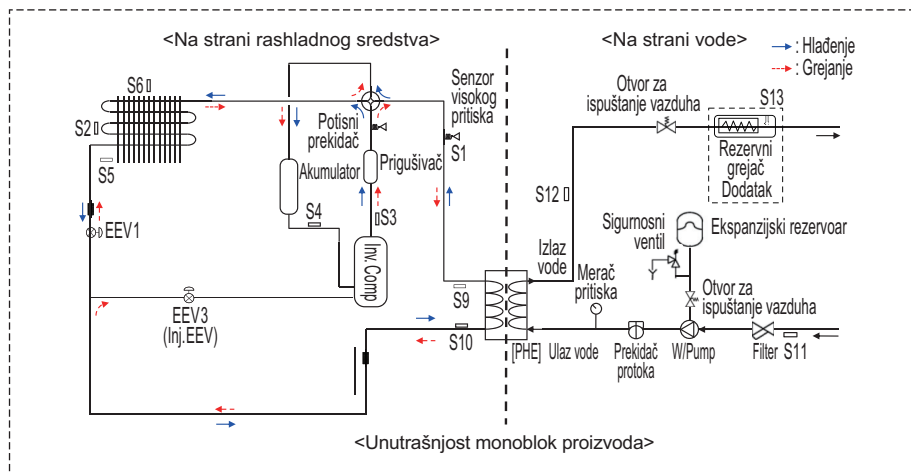 <Na strani rashladnog sredstva>
<Na strani vode>
: Hlađenje
: Grejanje
S6
S2
S5
EEV1
EEV3
(Inj.EEV)
Potisni
prekidač
Akumulator
Prigušivač
S4
S3
Inv. Comp
Senzor
visokog
pritiska
S1
S9
S10
[PHE]
Otvor za
ispuštanje vazduha
S13
Rezervni
grejač
Dodatak
S12
Izlaz
vode
Sigurnosni
ventil
Ekspanzijski rezervoar
Merač
pritiska
Otvor za
ispuštanje vazduha
Ulaz vode
Prekidač
protoka
W/Pump
Filter
S11
<Unutrašnjost monoblok proizvoda>